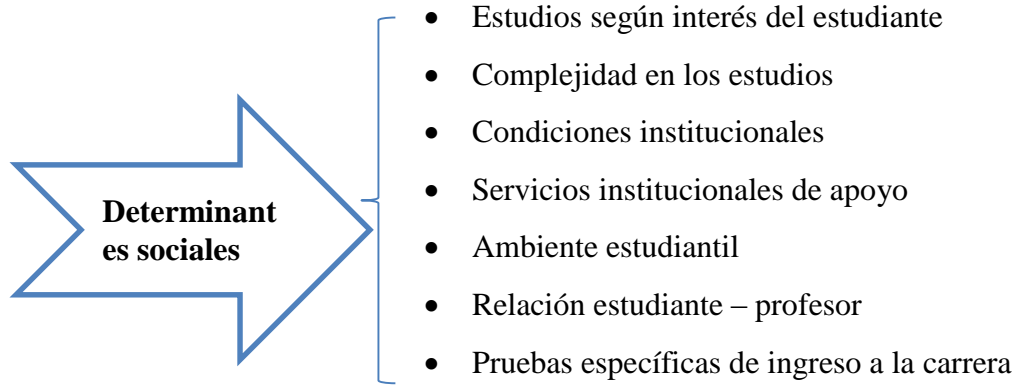 Determinant
es sociales
• Estudios según interés del estudiante
• Complejidad en los estudios
• Condiciones institucionales
• Servicios institucionales de apoyo
• Ambiente estudiantil
• Relación estudiante – profesor
• Pruebas específicas de ingreso a la carrera